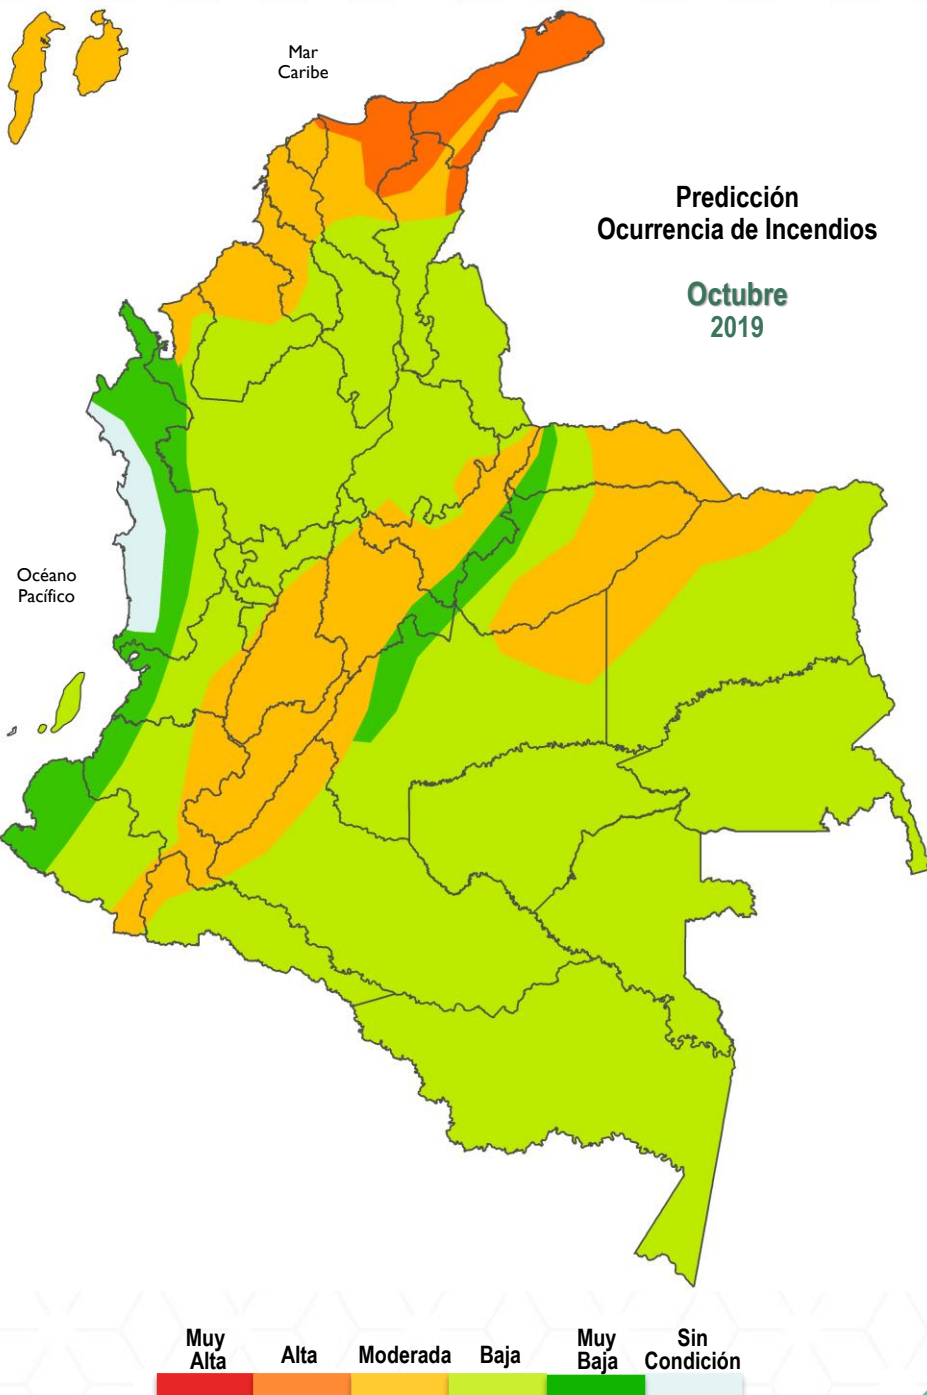 Mar
Caribe
Predicción
Ocurrencia de Incendios
Octubre
2019
Océano
Pacífico
Muy
Alta
Alta
Moderada
Baja
Muy
Baja
Sin
Condición